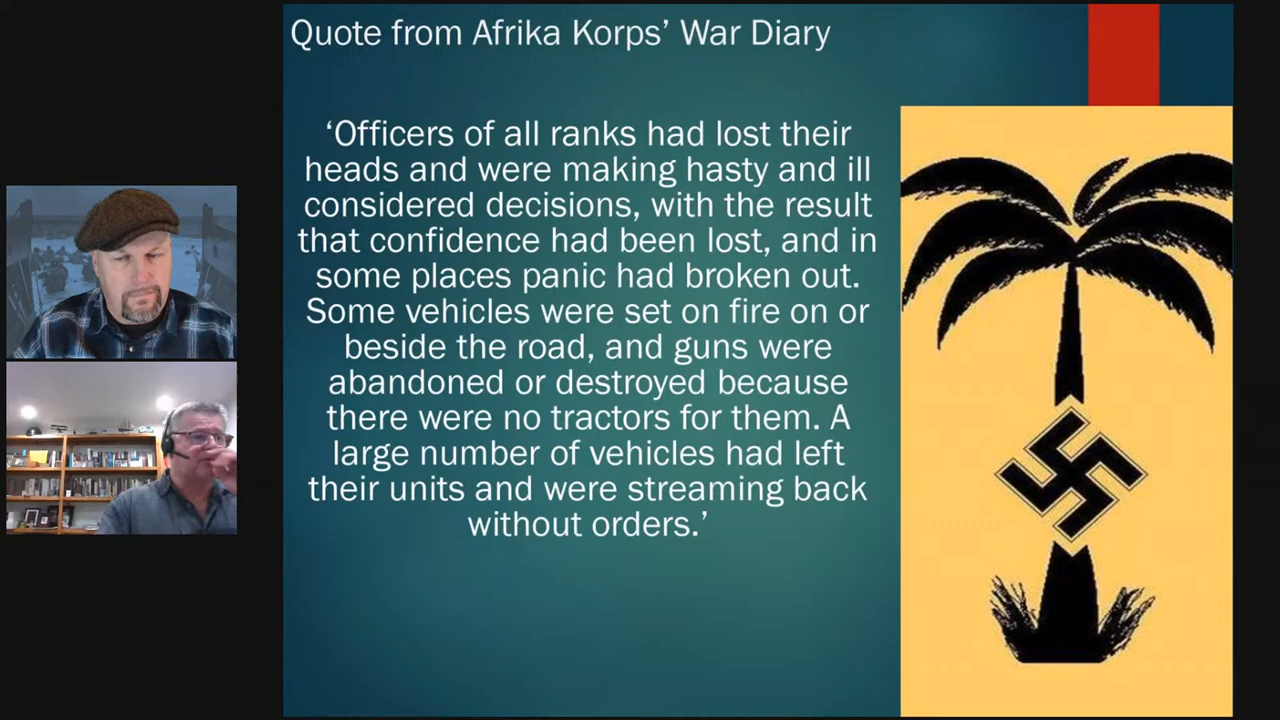 Quote from Afrika Korps’ War Diary
‘Officers of all ranks had lost their
heads and were making hasty and ill
considered decisions, with the result
that confidence had been lost, and in
some places panic had broken out.
Some vehicles were set on fire on or
beside the road, and guns were
abandoned or destroyed because
there were no tractors for them. A
large number of vehicles had left
their units and were streaming back
without orders.’